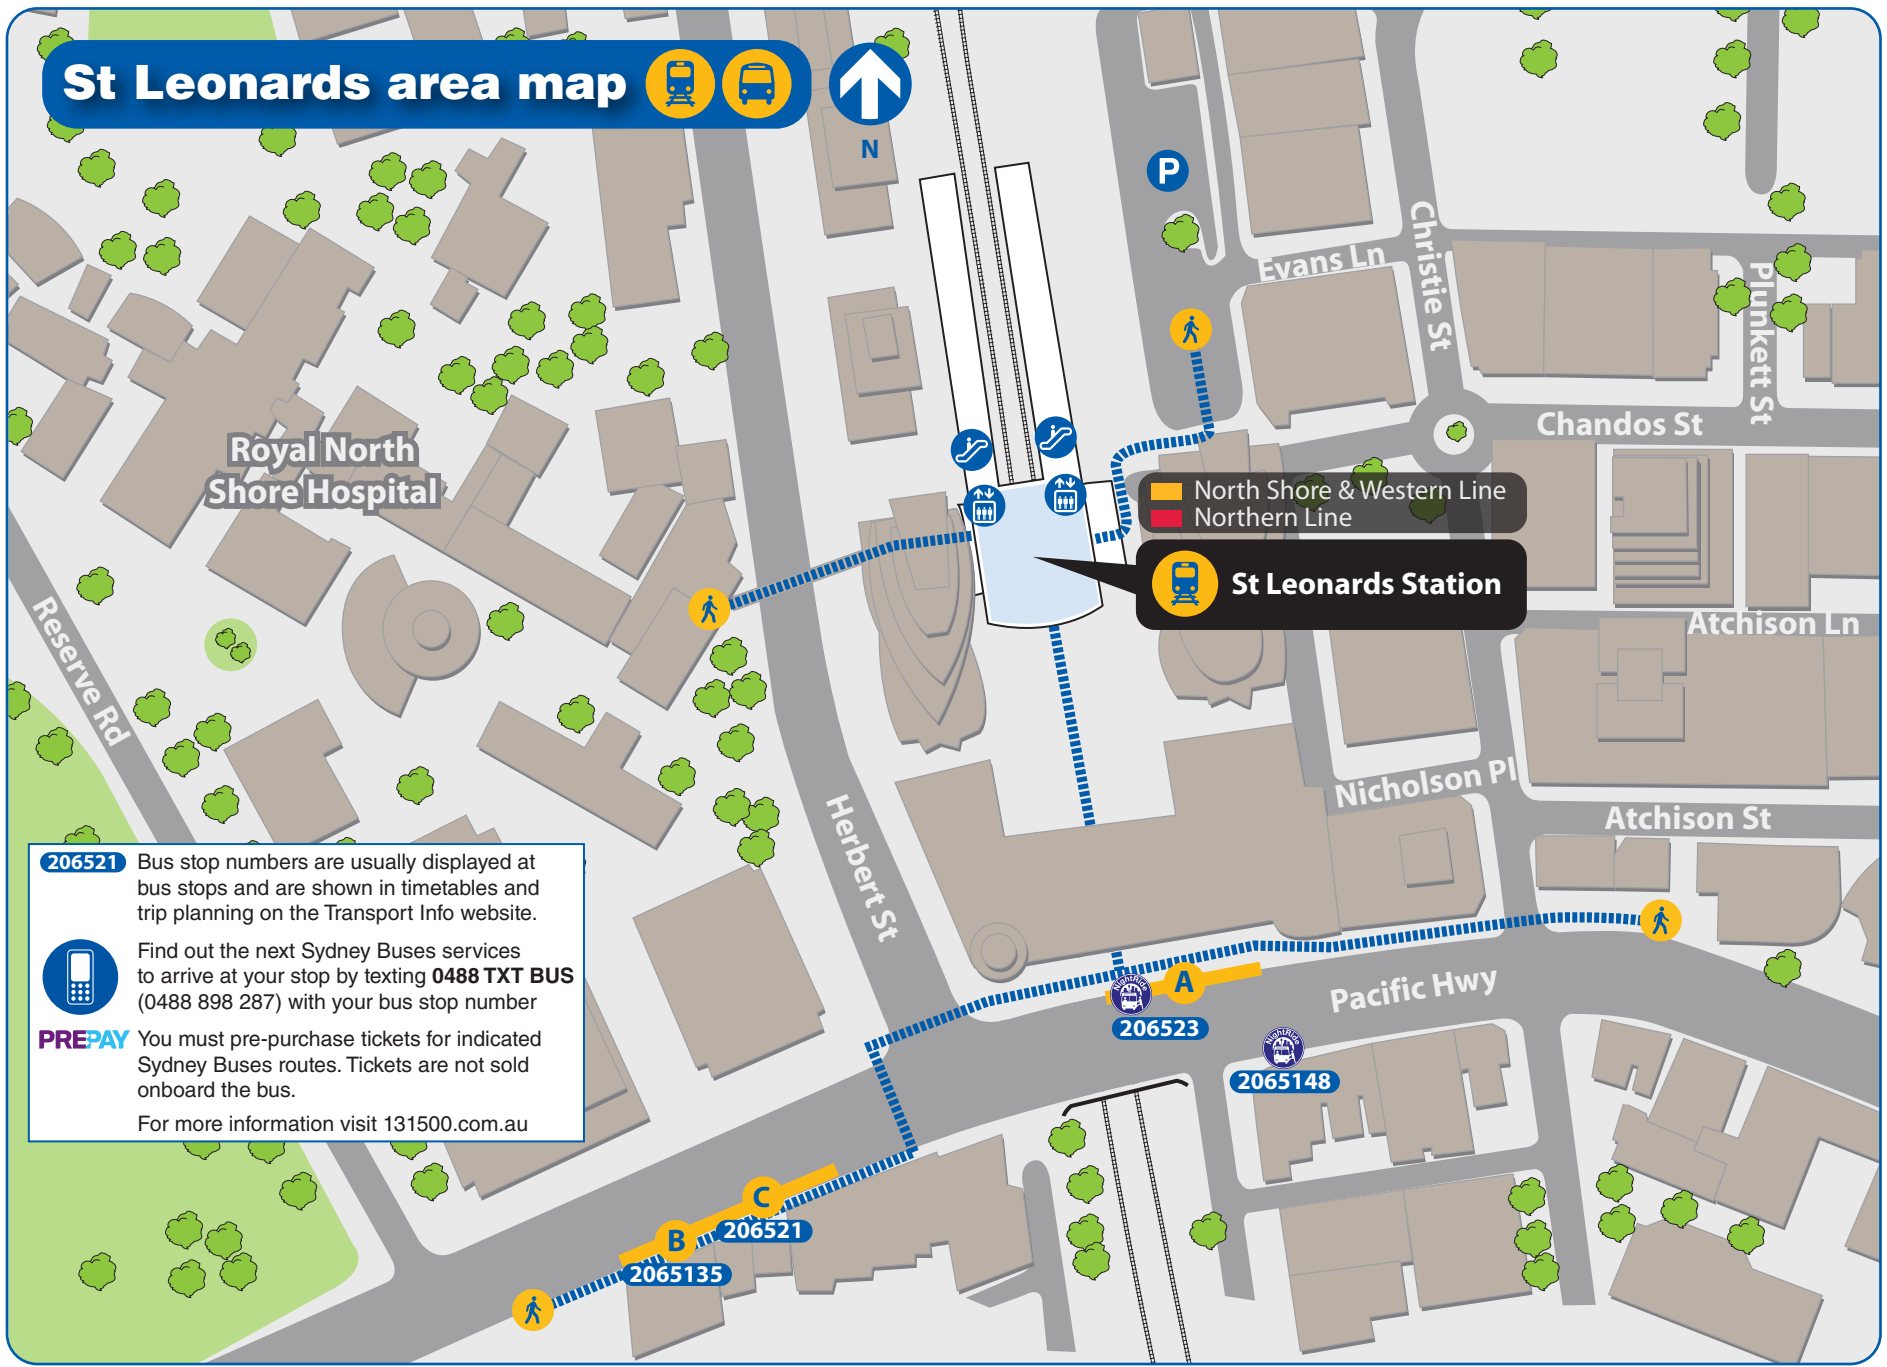 St Leonards area map
N
P
Evans Ln
Christie St
Plunkett St
Chandos St
Royal North
Shore Hospital
North Shore & Western Line
Northern Line
St Leonards Station
Atchison Ln
Reserve Rd
Nicholson Pl
Atchison St
Herbert St
206521 Bus stop numbers are usually displayed at
bus stops and are shown in timetables and
trip planning on the Transport Info website.
Find out the next Sydney Buses services
to arrive at your stop by texting 0488 TXT BUS
(0488 898 287) with your bus stop number
PREPAY You must pre-purchase tickets for indicated
Sydney Buses routes. Tickets are not sold
onboard the bus.
For more information visit 131500.com.au
NightRide
A
206523
Pacific Hwy
NightRide
2065148
C
206521
B
2065135